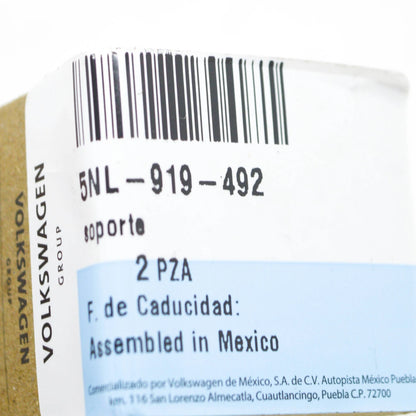 5NL-919-492
soporte
2 PZA
F. de Caducidad:
Assembled in Mexico
Comercializado por Volkswagen de México, S.A. de C.V. Autopista México Puebla
km. 116 San Lorenzo Almecatla, Cuautlancingo, Puebla C.P. 72700
VOLKSWAGEN
GROUP
VOLKSWAGEN
GROUP